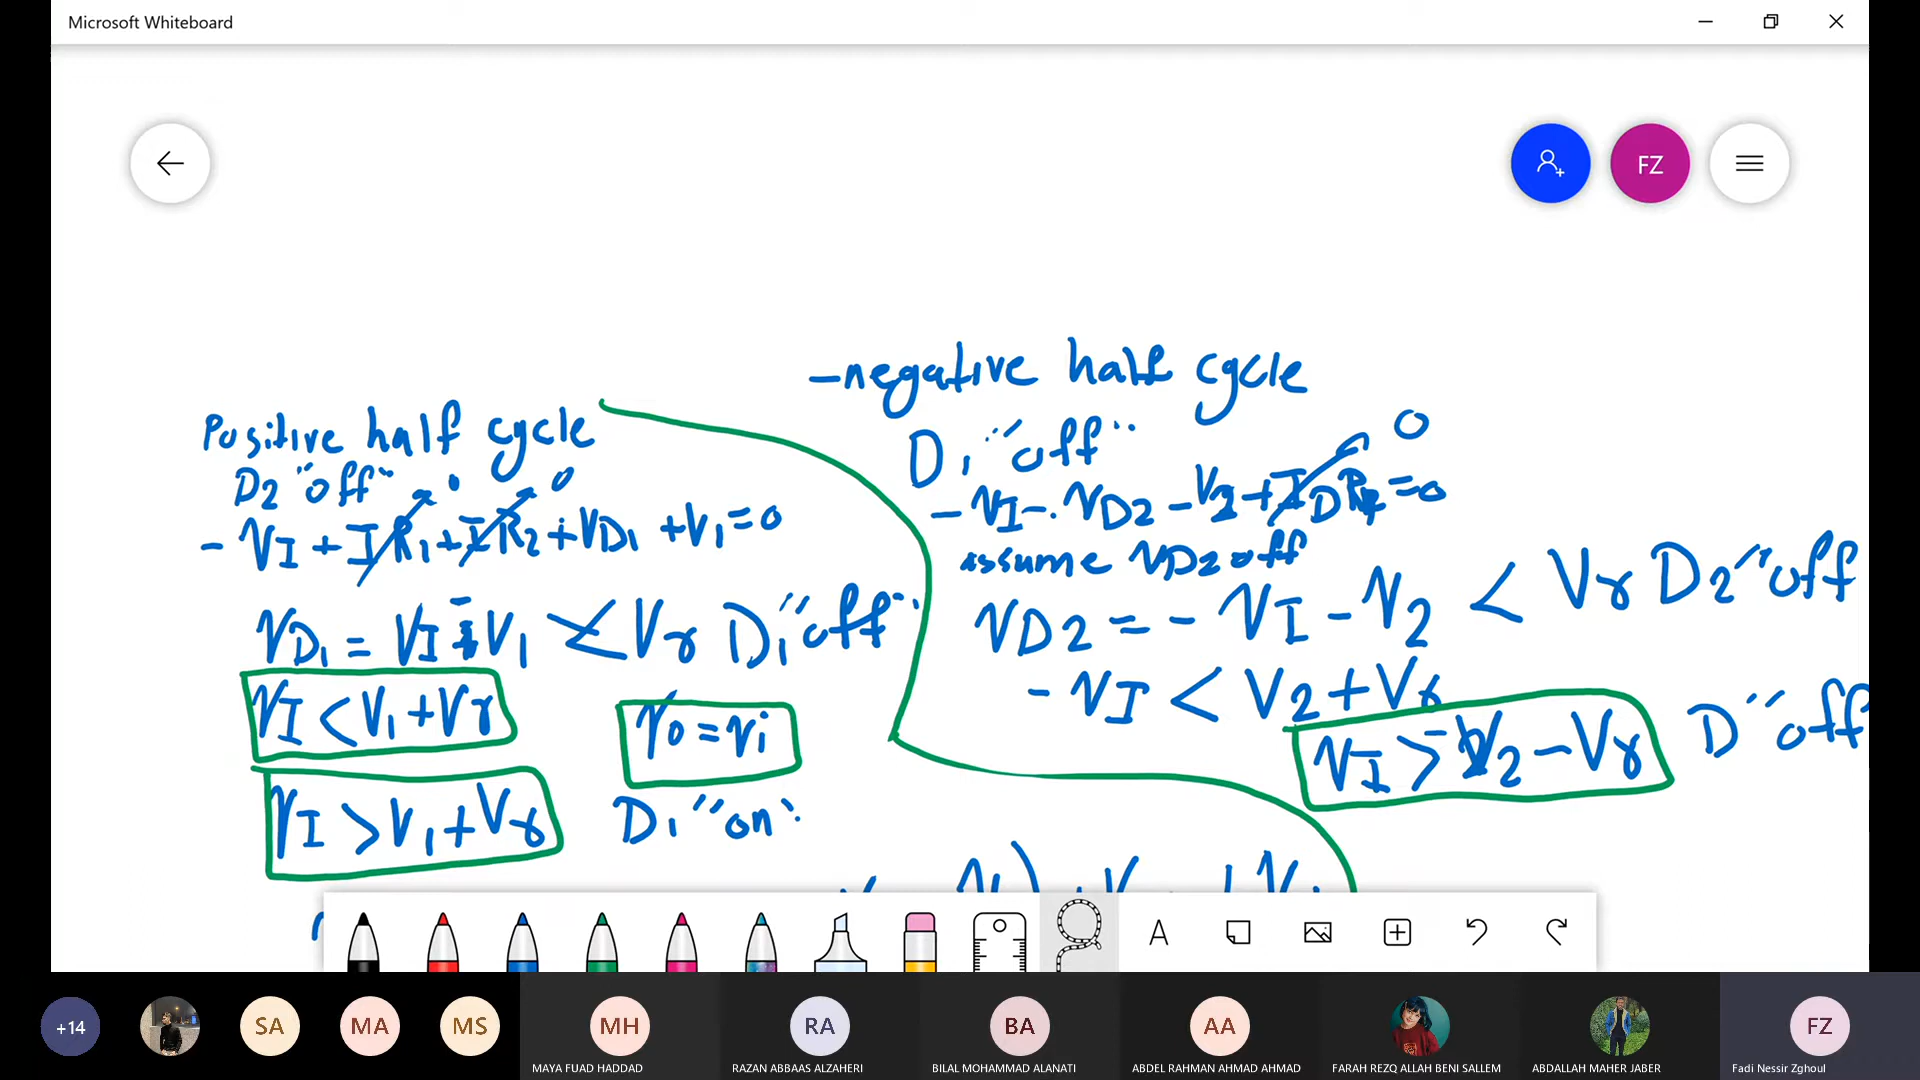 Microsoft Whiteboard
FZ
Positive half cycle
D2 "off"
0 0
- VI + IR1 + IR2 + VD1 + V1 = 0
VD1 = VI - V1 < Vγ D1 "off"
VI < V1 + Vγ
vo = vi
VI > V1 + Vγ
D1 "on"
- negative half cycle
D1 "off"
0
- VI - VD2 - V2 + IDR = 0
assume VD2 off
VD2 = - VI - V2 < Vγ D2 "off
- VI < V2 + Vγ
VI > - V2 - Vγ D "off
A
+14
SA
MA
MS
MH
MAYA FUAD HADDAD
RA
RAZAN ABBAAS ALZAHERI
BA
BILAL MOHAMMAD ALANATI
AA
ABDEL RAHMAN AHMAD AHMAD
FARAH REZQ ALLAH BENI SALLEM
ABDALLAH MAHER JABER
FZ
Fadi Nessir Zghoul